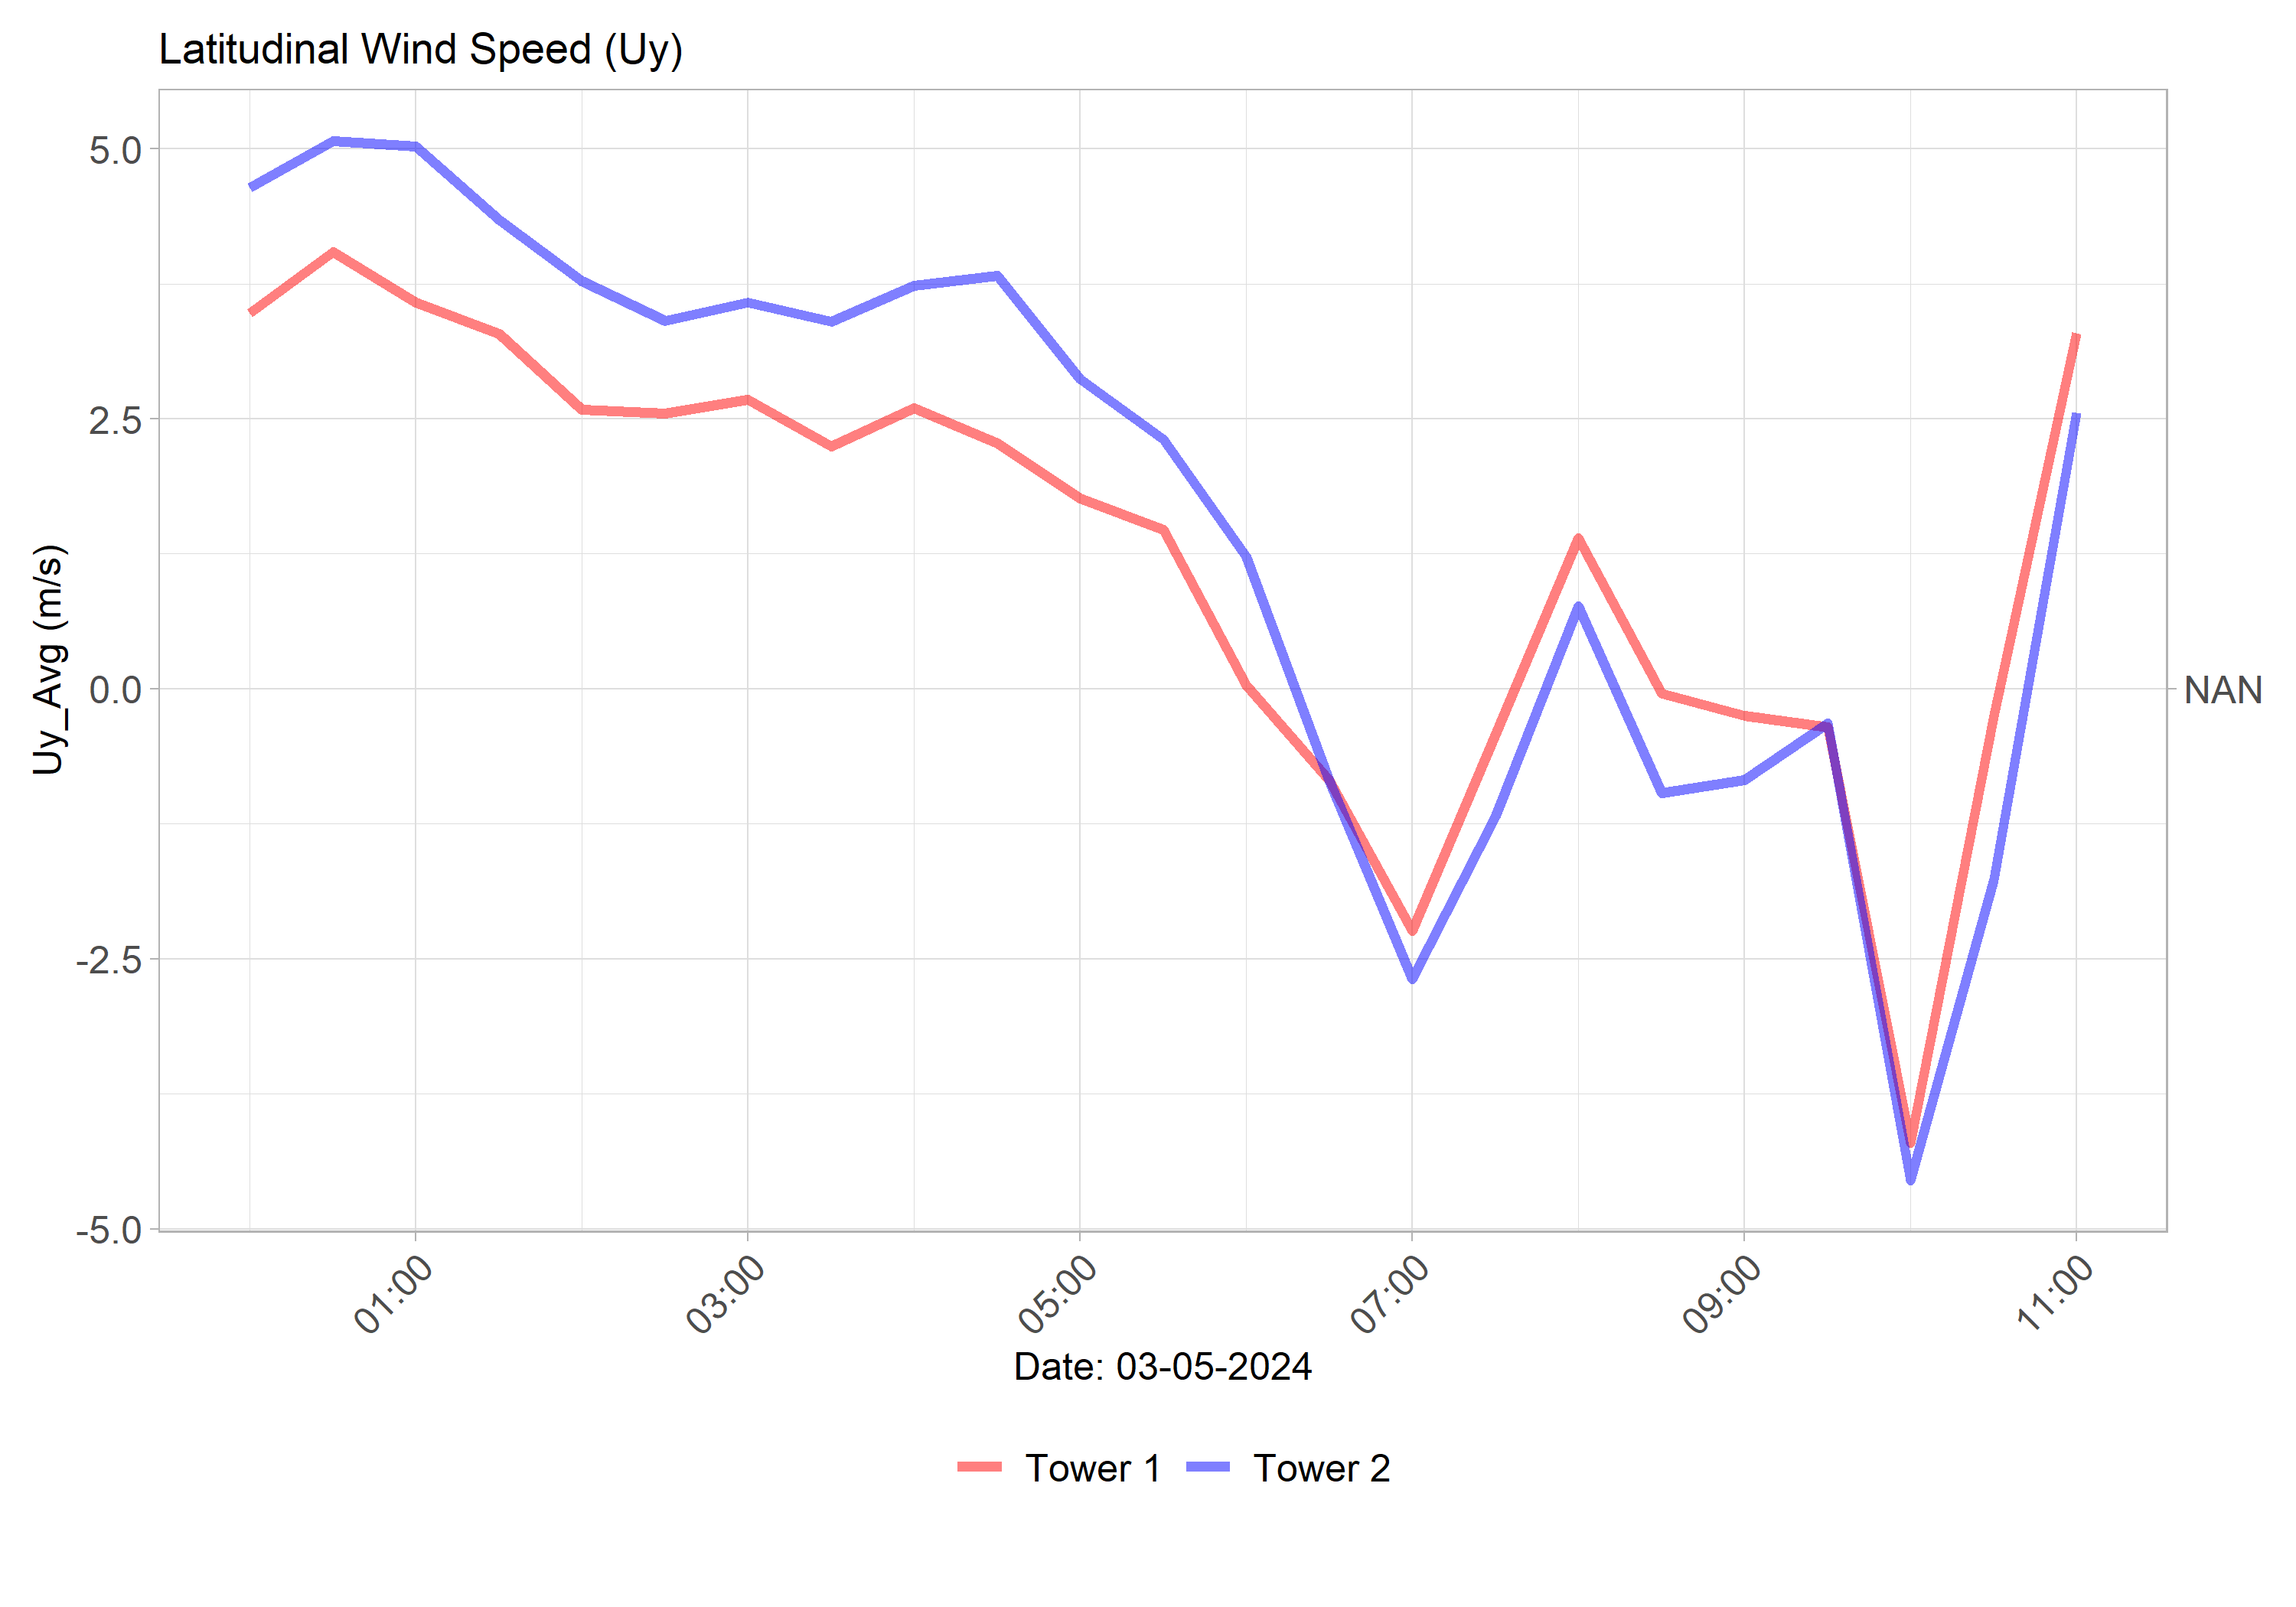 Latitudinal Wind Speed (Uy)
Uy_Avg (m/s)
5.0
2.5
0.0
-2.5
-5.0
NAN
01:00
03:00
05:00
07:00
09:00
11:00
Date: 03-05-2024
Tower 1
Tower 2